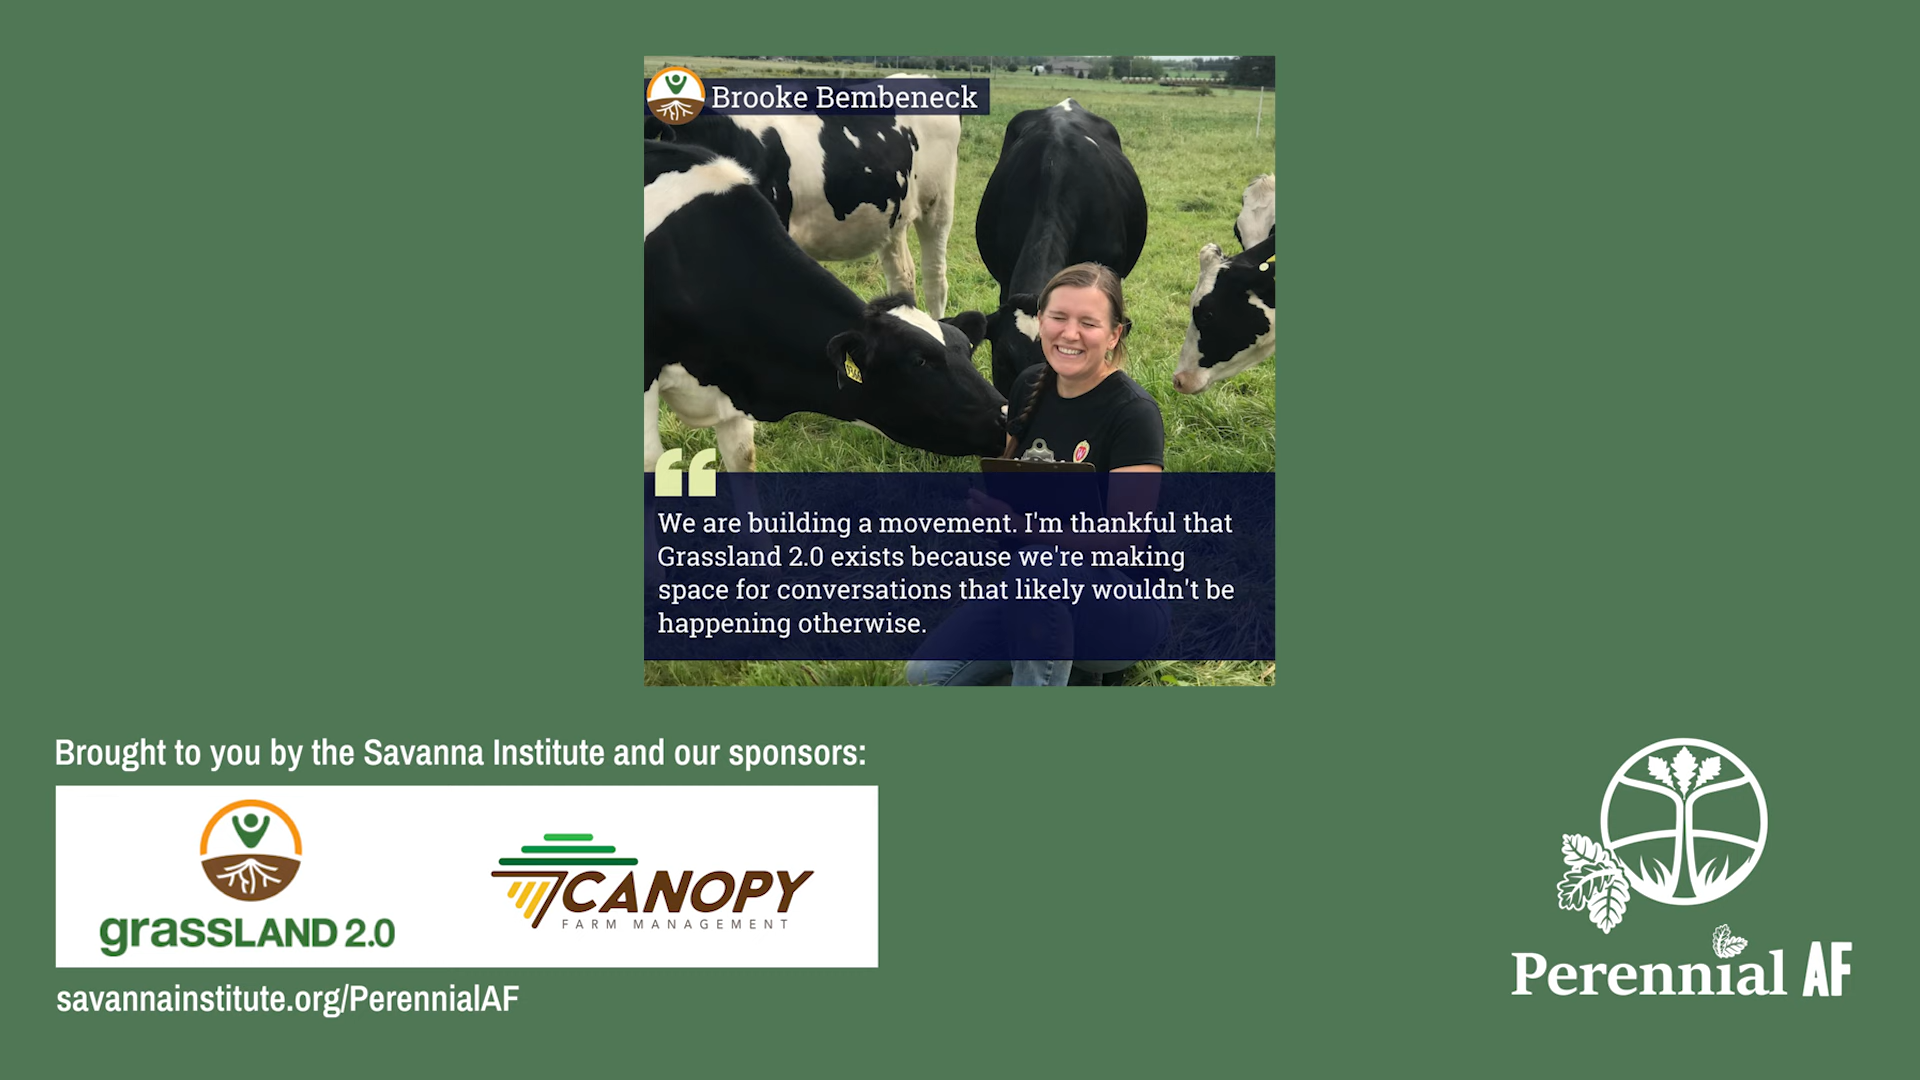 Brooke Bembeneck
We are building a movement. I'm thankful that
Grassland 2.0 exists because we're making
space for conversations that likely wouldn't be
happening otherwise.
Brought to you by the Savanna Institute and our sponsors:
grassLAND 2.0
CANOPY
FARM MANAGEMENT
savannainstitute.org/PerennialAF
Perennial AF